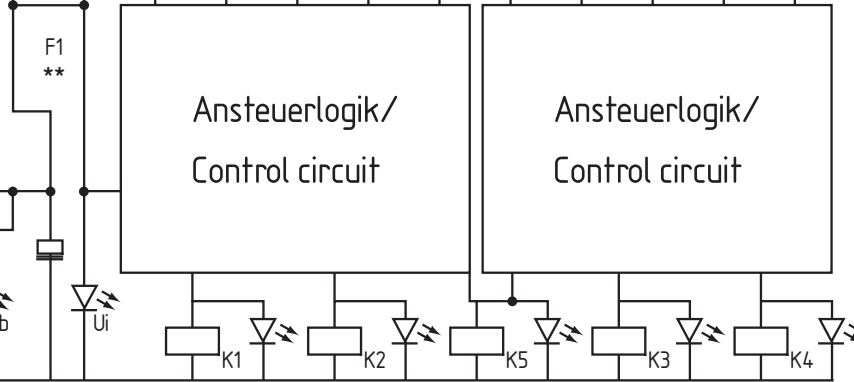 F1
**
Ansteuerlogik/
Control circuit
Ansteuerlogik/
Control circuit
b
Ui
K1
K2
K5
K3
K4